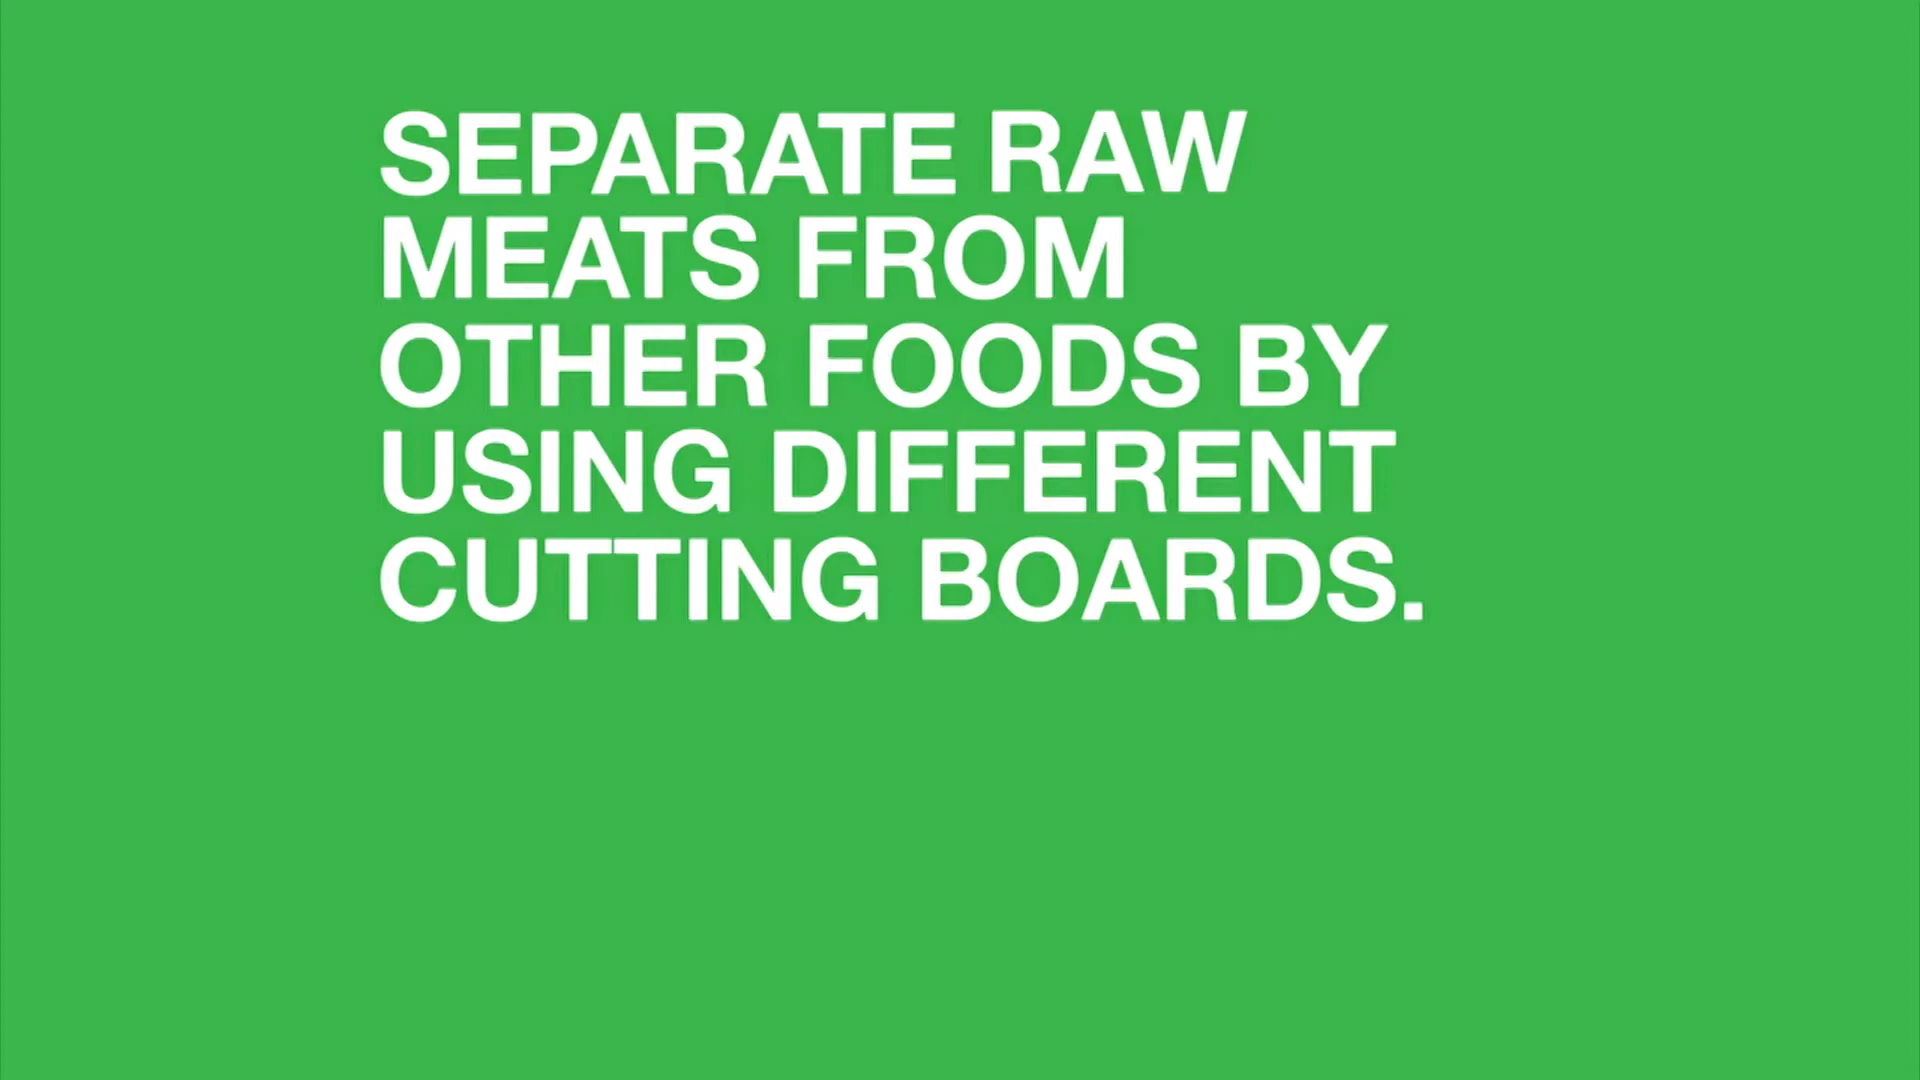 SEPARATE RAW
MEATS FROM
OTHER FOODS BY
USING DIFFERENT
CUTTING BOARDS.